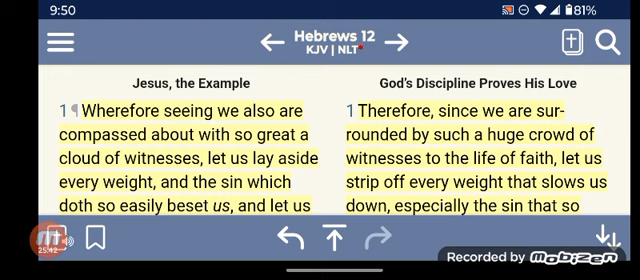 9:50
81%
Hebrews 12
KJV | NLT
Jesus, the Example
1 ¶ Wherefore seeing we also are
compassed about with so great a
cloud of witnesses, let us lay aside
every weight, and the sin which
doth so easily beset us, and let us
God's Discipline Proves His Love
1 Therefore, since we are sur-
rounded by such a huge crowd of
witnesses to the life of faith, let us
strip off every weight that slows us
down, especially the sin that so
25:42
Recorded by Mobizen